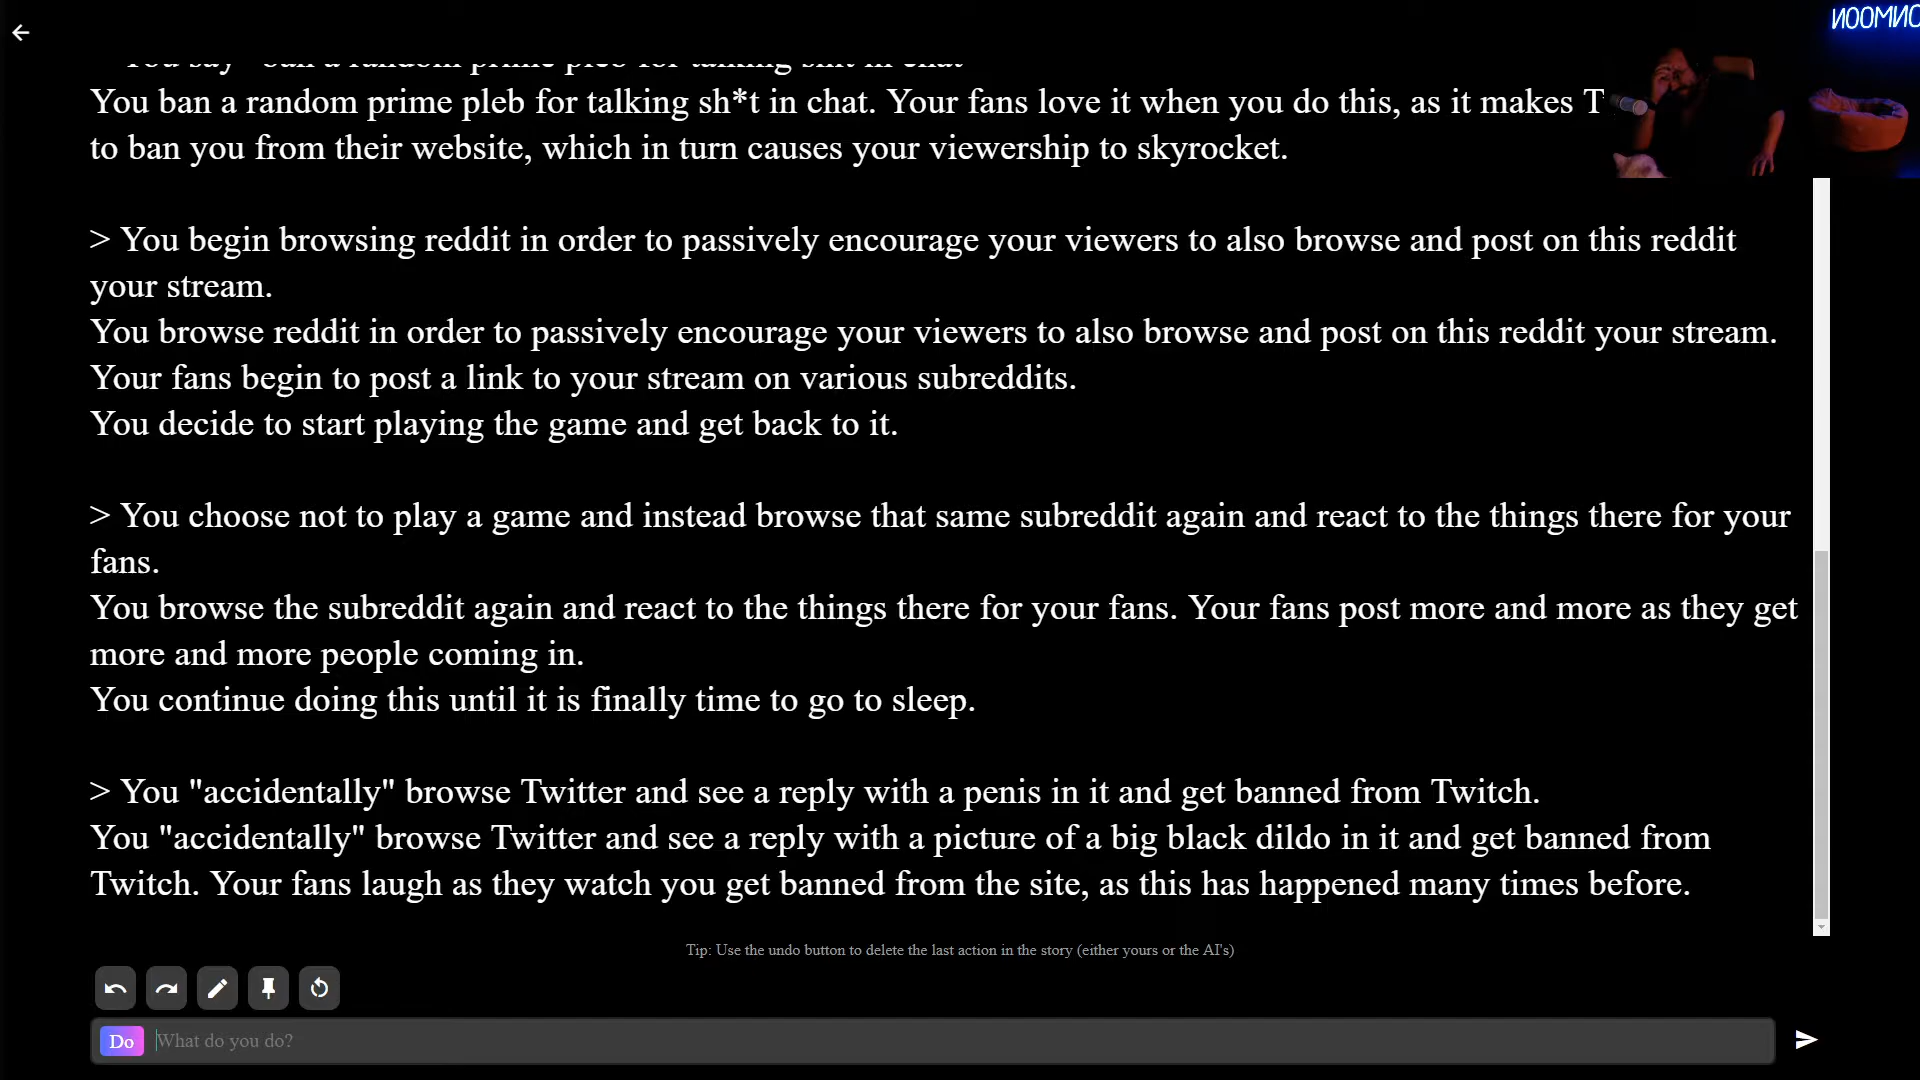 You say " ban a random prime pleb for talking shit in chat
You ban a random prime pleb for talking sh*t in chat. Your fans love it when you do this, as it makes T
to ban you from their website, which in turn causes your viewership to skyrocket.
> You begin browsing reddit in order to passively encourage your viewers to also browse and post on this reddit
your stream.
You browse reddit in order to passively encourage your viewers to also browse and post on this reddit your stream.
Your fans begin to post a link to your stream on various subreddits.
You decide to start playing the game and get back to it.
> You choose not to play a game and instead browse that same subreddit again and react to the things there for your
fans.
You browse the subreddit again and react to the things there for your fans. Your fans post more and more as they get
more and more people coming in.
You continue doing this until it is finally time to go to sleep.
> You "accidentally" browse Twitter and see a reply with a penis in it and get banned from Twitch.
You "accidentally" browse Twitter and see a reply with a picture of a big black dildo in it and get banned from
Twitch. Your fans laugh as they watch you get banned from the site, as this has happened many times before.
Tip: Use the undo button to delete the last action in the story (either yours or the AI's)
Do What do you do?